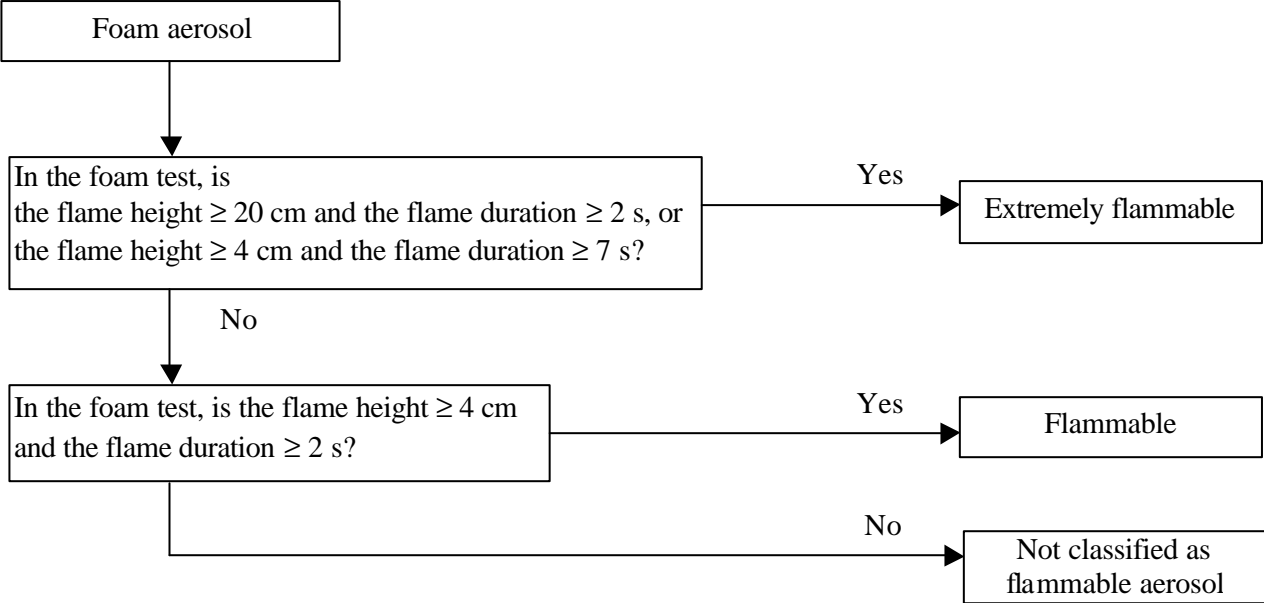 Foam aerosol
In the foam test, is
the flame height ≥ 20 cm and the flame duration ≥ 2 s, or
the flame height ≥ 4 cm and the flame duration ≥ 7 s?
Yes
Extremely flammable
No
In the foam test, is the flame height ≥ 4 cm
and the flame duration ≥ 2 s?
Yes
Flammable
No
Not classified as
flammable aerosol